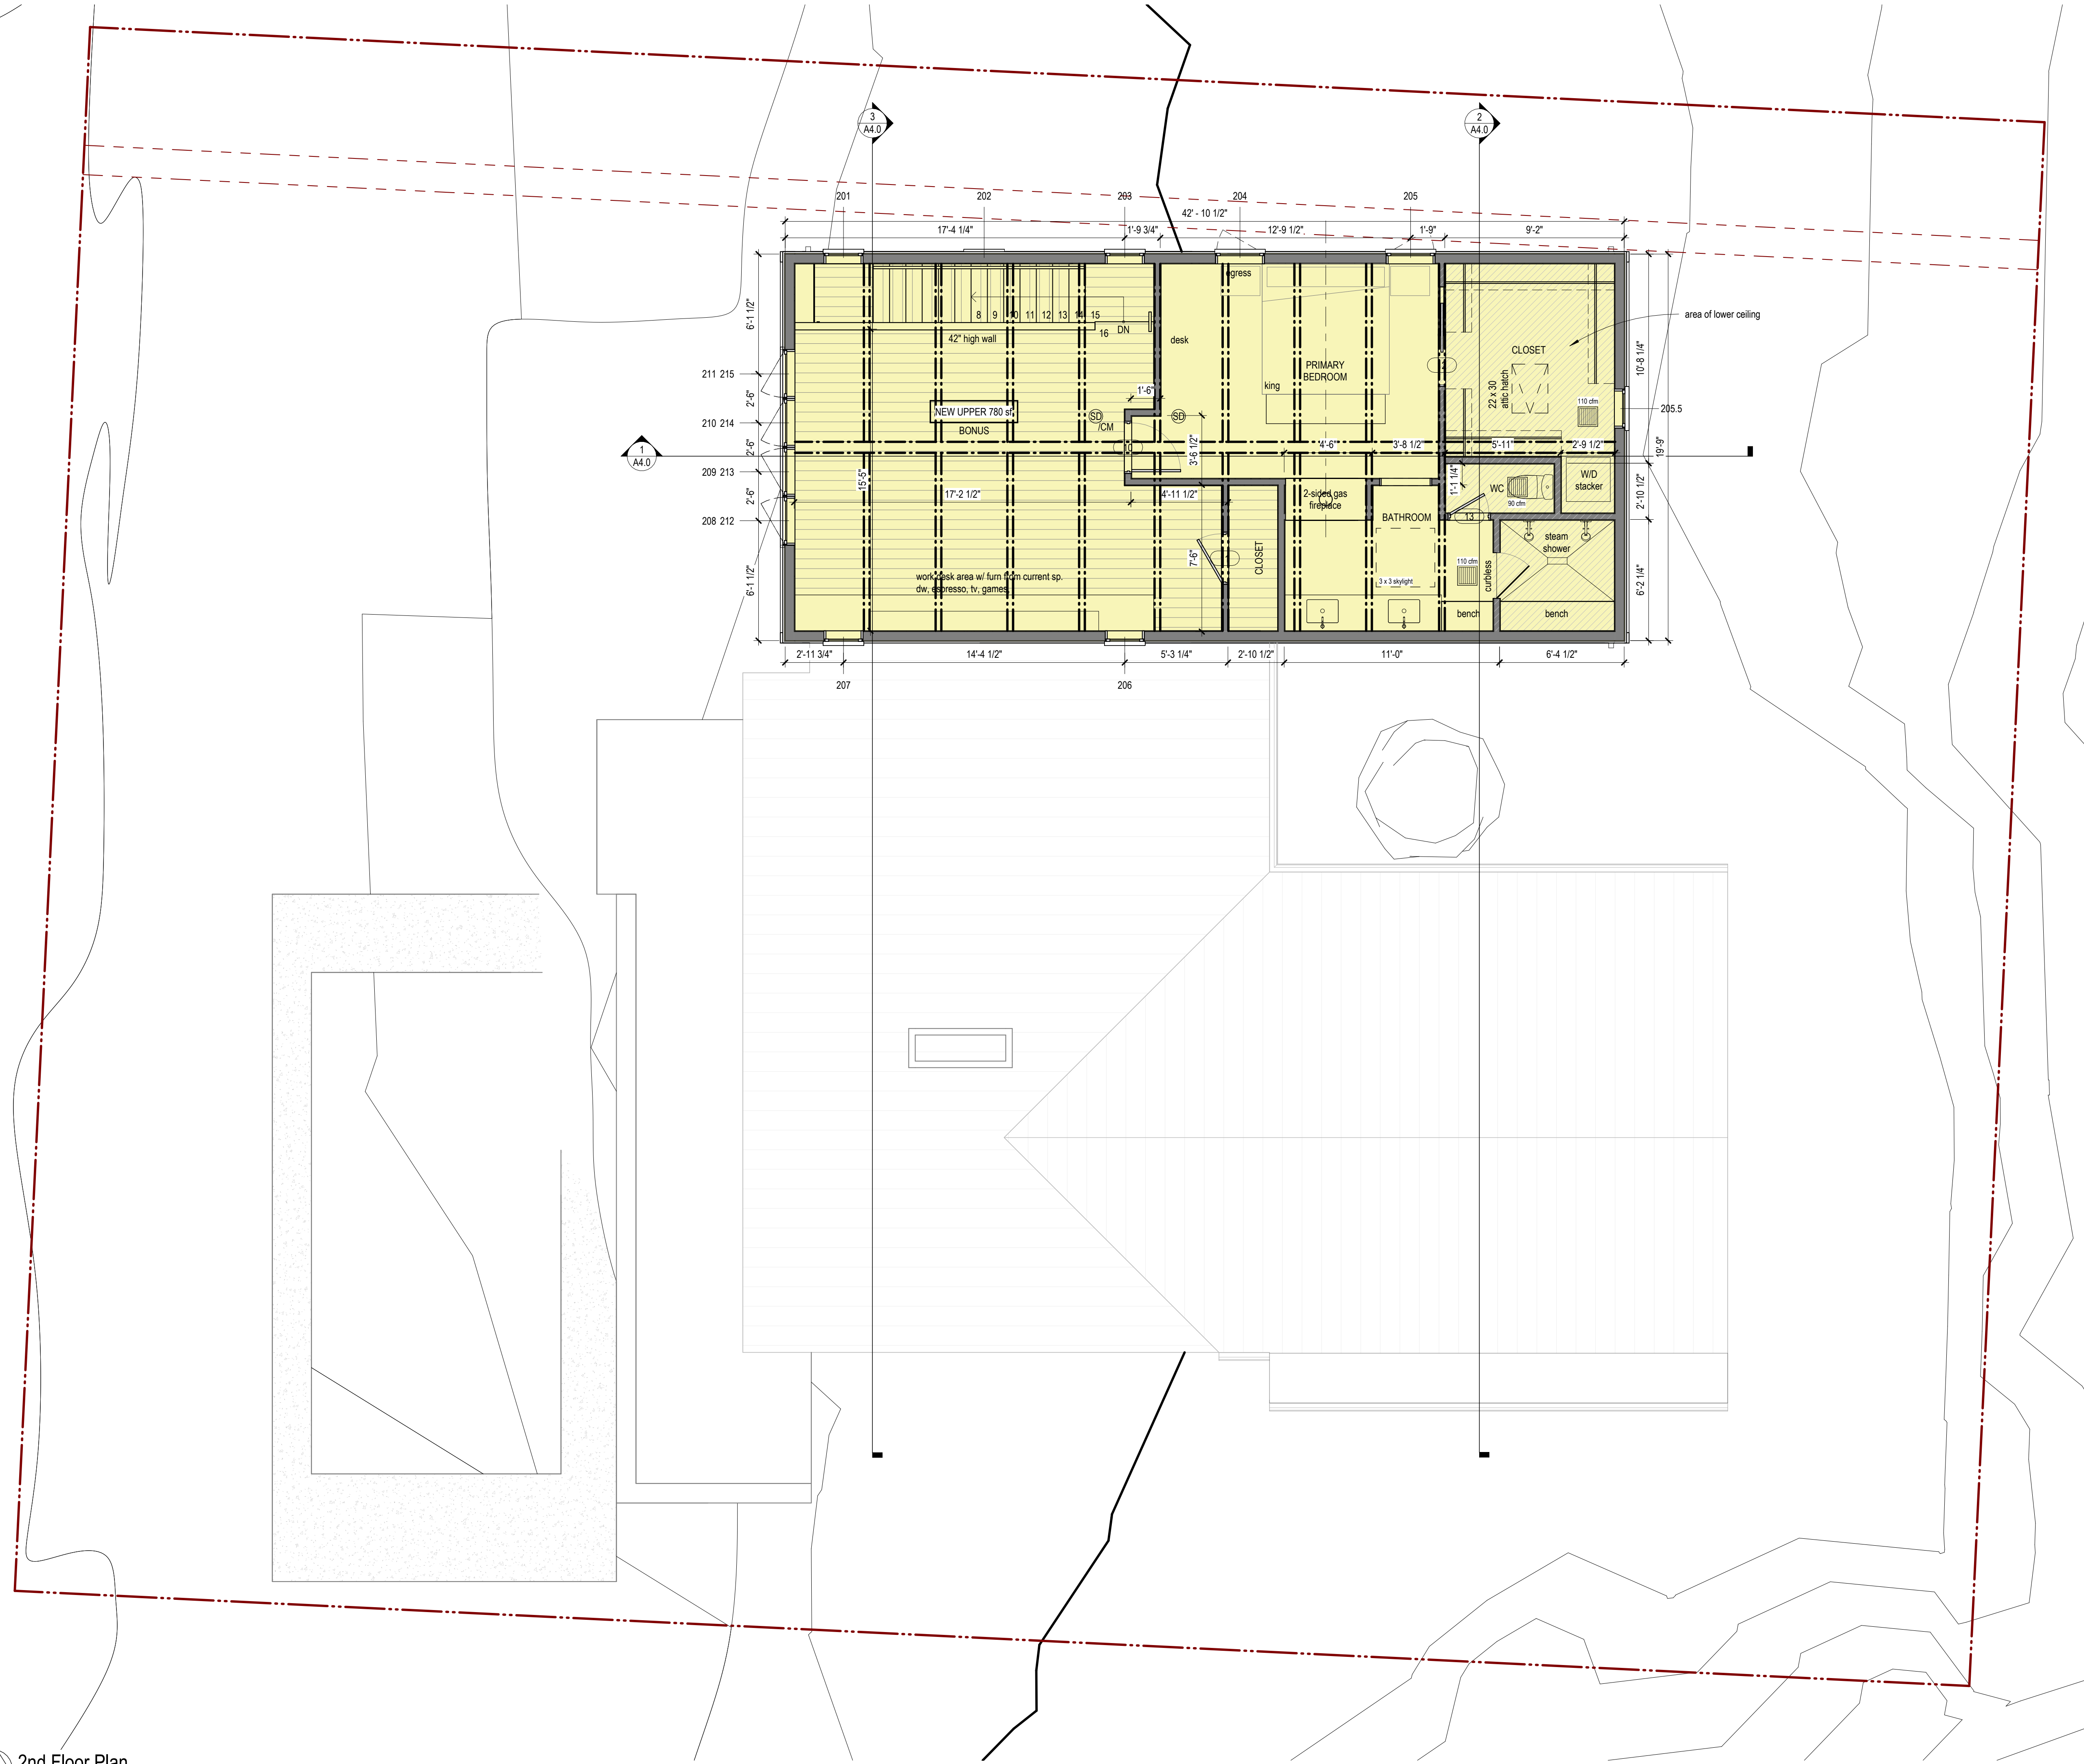 3
A4.0
2
A4.0
201
202
203
204
205
42' - 10 1/2"
17'-4 1/4"
1'-9 3/4"
12'-9 1/2"
1'-9"
9'-2"
egress
6'-1 1/2"
8 9 10 11 12 13 14 15
16
DN
42" high wall
desk
area of lower ceiling
CLOSET
PRIMARY
BEDROOM
king
22 x 30
attic hatch
10'-8 1/4"
211 215
2'-6"
1'-6"
110 cfm
205.5
NEW UPPER 780 sf
BONUS
SD
/CM
SD
210 214
2'-6"
10
1
A4.0
3'-6 1/2"
4'-6"
3'-8 1/2"
5'-11"
2'-9 1/2"
19'-9"
209 213
15'-5"
1'-1 1/4"
W/D
stacker
2'-6"
17'-2 1/2"
4'-11 1/2"
2-sided gas
fireplace
WC
90 cfm
2'-10 1/2"
208 212
BATHROOM
13
steam
shower
7'-6"
CLOSET
110 cfm
curbless
3 x 3 skylight
6'-1 1/2"
6'-2 1/4"
work desk area w/ furn from current sp.
dw, espresso, tv, games
bench
bench
2'-11 3/4"
14'-4 1/2"
5'-3 1/4"
2'-10 1/2"
11'-0"
6'-4 1/2"
207
206
2nd Floor Plan